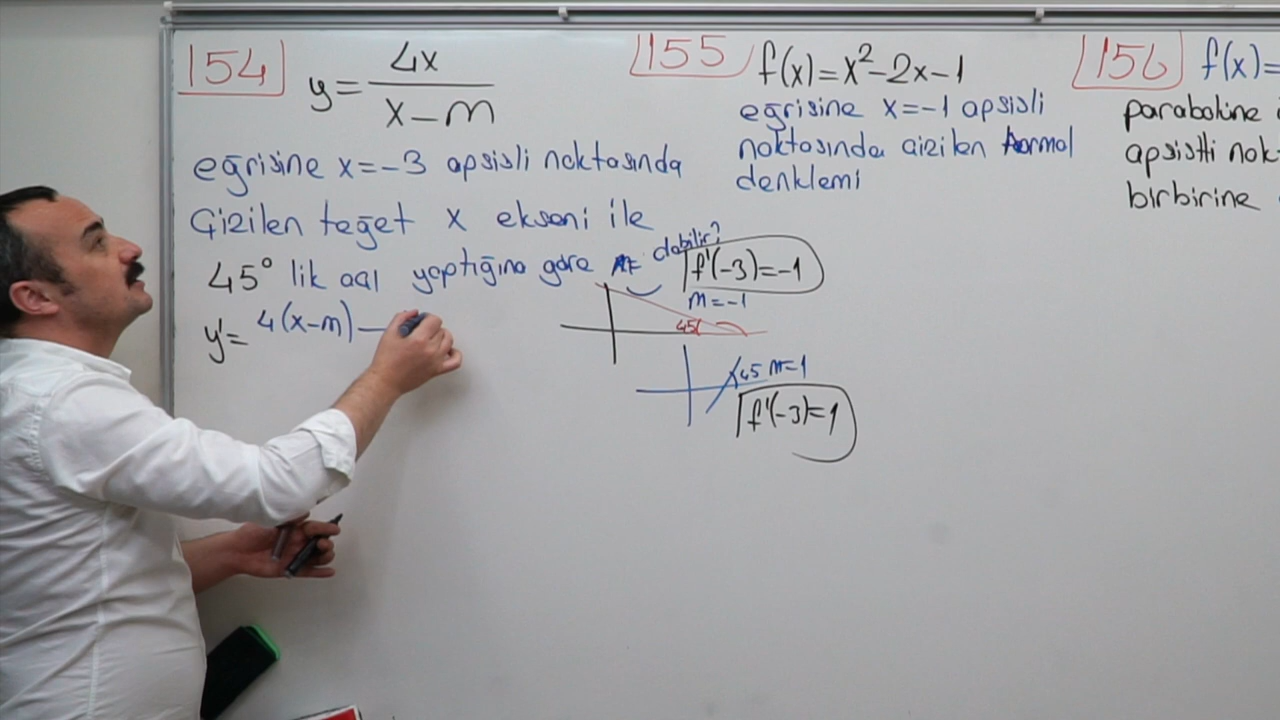 154 y = 4x / x - m
eğrisine x = -3 apsisli noktasında
Çizilen teğet x ekseni ile
45° lik açı yaptığına göre
olabilir?
y' = 4(x-m) -
f'(-3) = -1
m = -1
45
45 m = 1
f'(-3) = 1
155 f(x) = x² - 2x - 1
eğrisine x = -1 apsisli
noktasında çizilen normal
denklemi
156 f(x) =
parabolüne
apsisli nok
birbirine